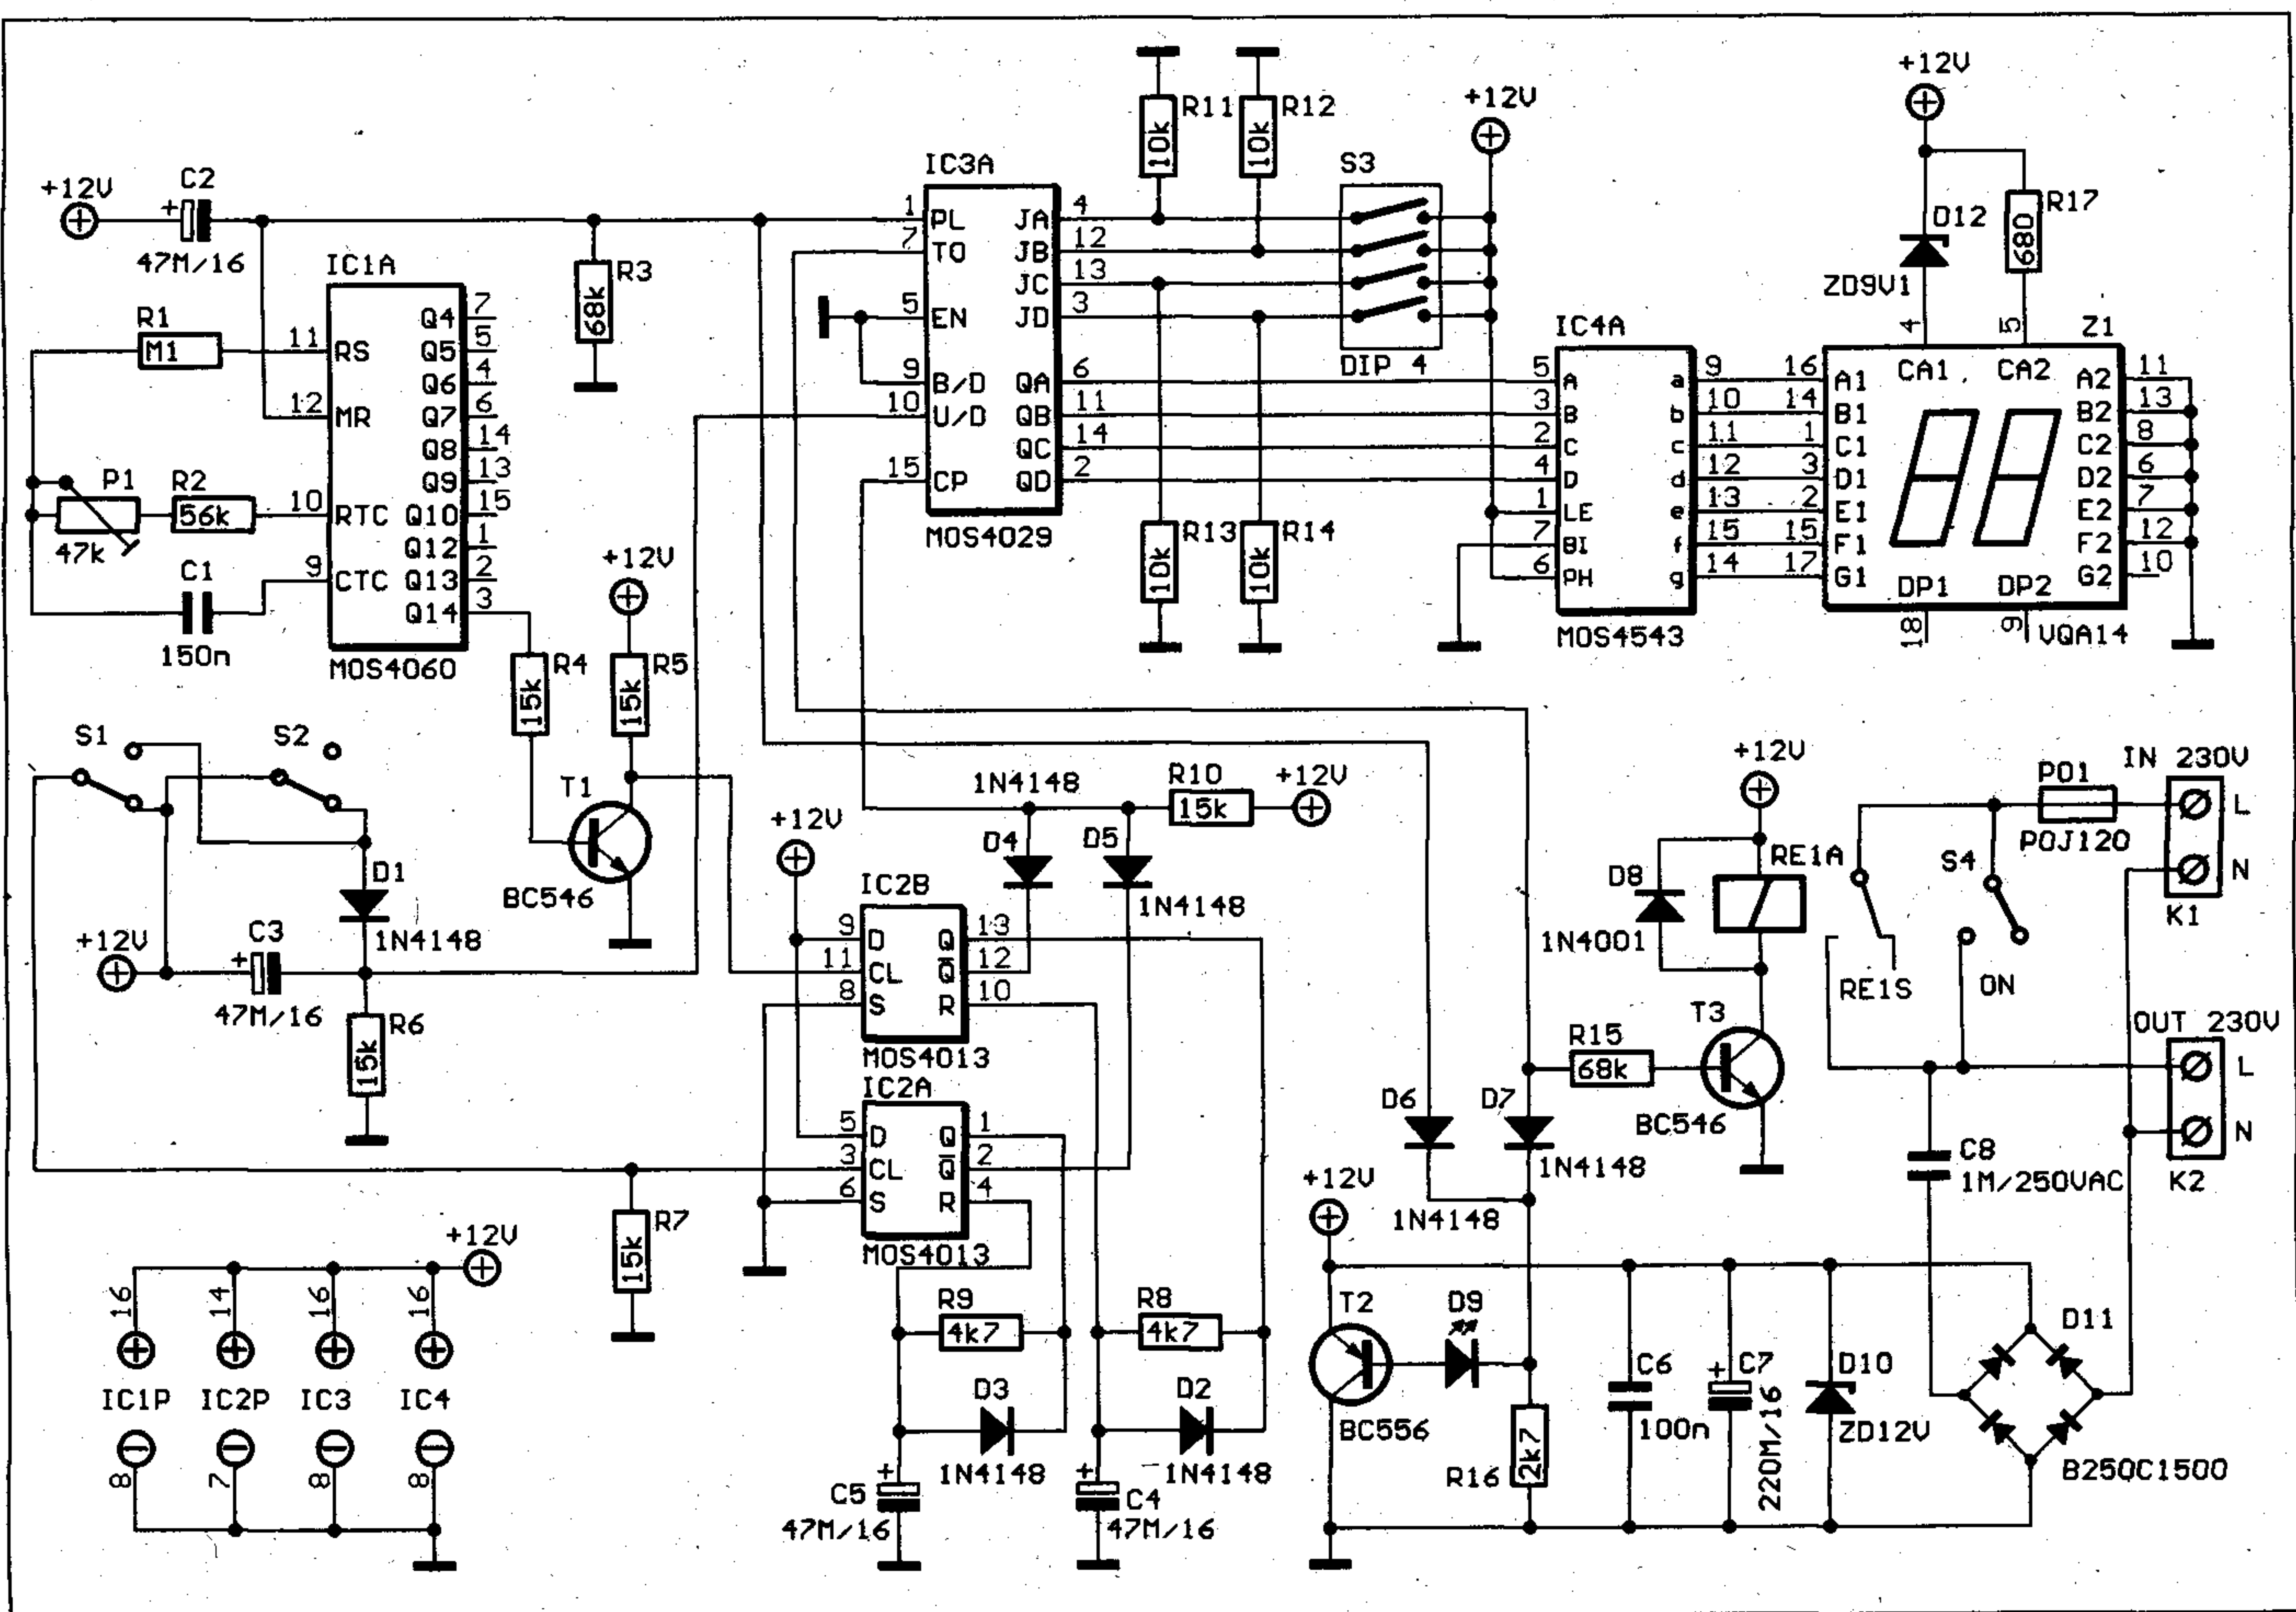 +12V
C2
+
47M/16
IC1A
R1
M1
11
RS
12
MR
Q4
7
Q5
5
Q6
4
Q7
6
Q8
14
Q9
13
Q10
15
Q12
1
Q13
2
Q14
3
P1
47k
R2
56k
10
RTC
9
CTC
C1
150n
MOS4060
R3
68k
R4
15k
+12V
R5
15k
T1
BC546
IC3A
1
PL
7
TO
5
EN
9
B/D
10
U/D
15
CP
JA
4
JB
12
JC
13
JD
3
QA
6
QB
11
QC
14
QD
2
MOS4029
R11
10k
R12
10k
R13
10k
R14
10k
S3
DIP 4
+12V
IC4A
5
A
3
B
2
C
4
D
1
LE
7
BI
6
PH
a
9
b
10
c
11
d
12
e
13
f
15
g
14
MOS4543
+12V
D12
ZD9V1
R17
680
4
5
Z1
CA1
CA2
16
A1
14
B1
1
C1
3
D1
2
E1
15
F1
17
G1
A2
11
B2
13
C2
8
D2
6
E2
7
F2
12
G2
10
DP1
DP2
18
9
VQA14
S1
S2
D1
1N4148
+12V
C3
+
47M/16
R6
15k
R7
15k
+12V
IC2B
9
D
11
CL
8
S
Q
13
Q
12
R
10
MOS4013
IC2A
5
D
3
CL
6
S
Q
1
Q
2
R
4
MOS4013
1N4148
D4
D5
1N4148
R10
15k
+12V
R9
4k7
R8
4k7
D3
1N4148
D2
1N4148
C5
+
47M/16
C4
+
47M/16
+12V
16
14
16
16
IC1P
IC2P
IC3
IC4
8
7
8
8
+12V
D8
1N4001
RE1A
RE1S
S4
ON
PO1
POJ120
IN 230V
L
N
K1
OUT 230V
L
N
K2
T3
BC546
R15
68k
D6
1N4148
D7
1N4148
C8
1M/250VAC
+12V
T2
BC556
D9
R16
2k7
C6
100n
+
C7
220M/16
D10
ZD12V
D11
B250C1500